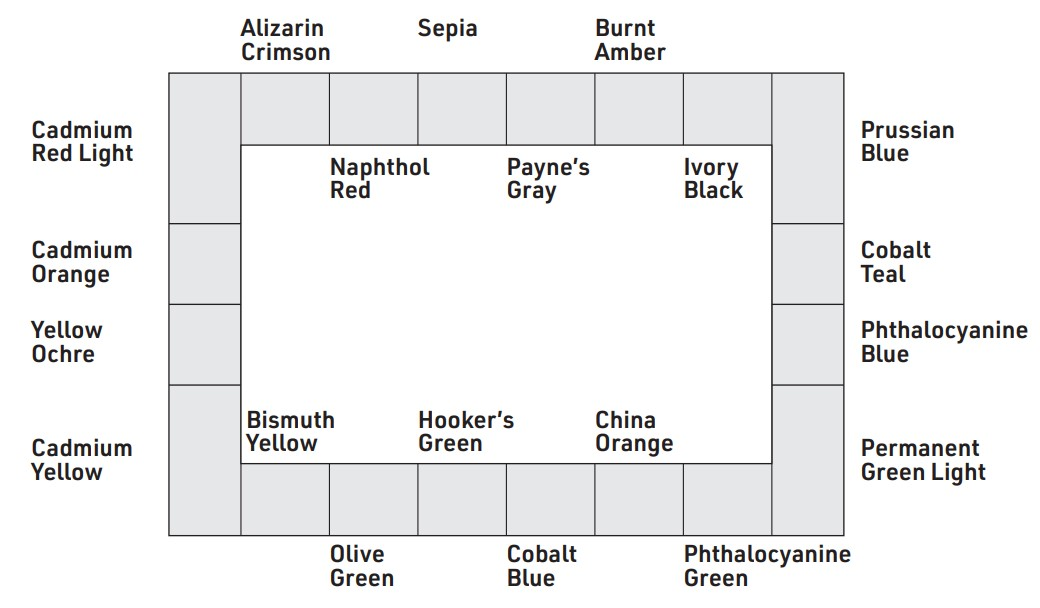 Alizarin
Crimson
Sepia
Burnt
Amber
Cadmium
Red Light
Prussian
Blue
Naphthol
Red
Payne's
Gray
Ivory
Black
Cadmium
Orange
Cobalt
Teal
Yellow
Ochre
Phthalocyanine
Blue
Bismuth
Yellow
Hooker's
Green
China
Orange
Cadmium
Yellow
Permanent
Green Light
Olive
Green
Cobalt
Blue
Phthalocyanine
Green